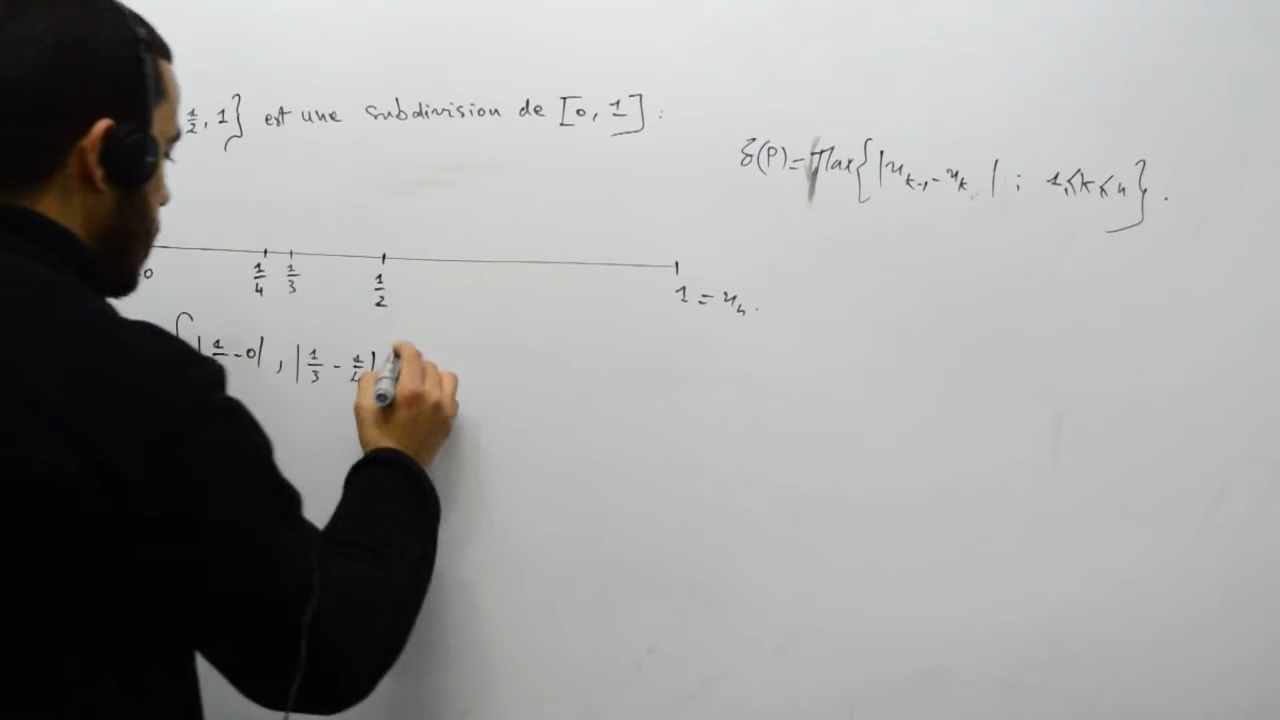 1/2, 1} est une subdivision de [0, 1] :
δ(P) = Max{ |x_{k-1} - x_k| ; 1 ≤ k ≤ n }.
0 1/4 1/3 1/2 1 = x_n.
{ |1 - 0|, |1/3 - 1/4|